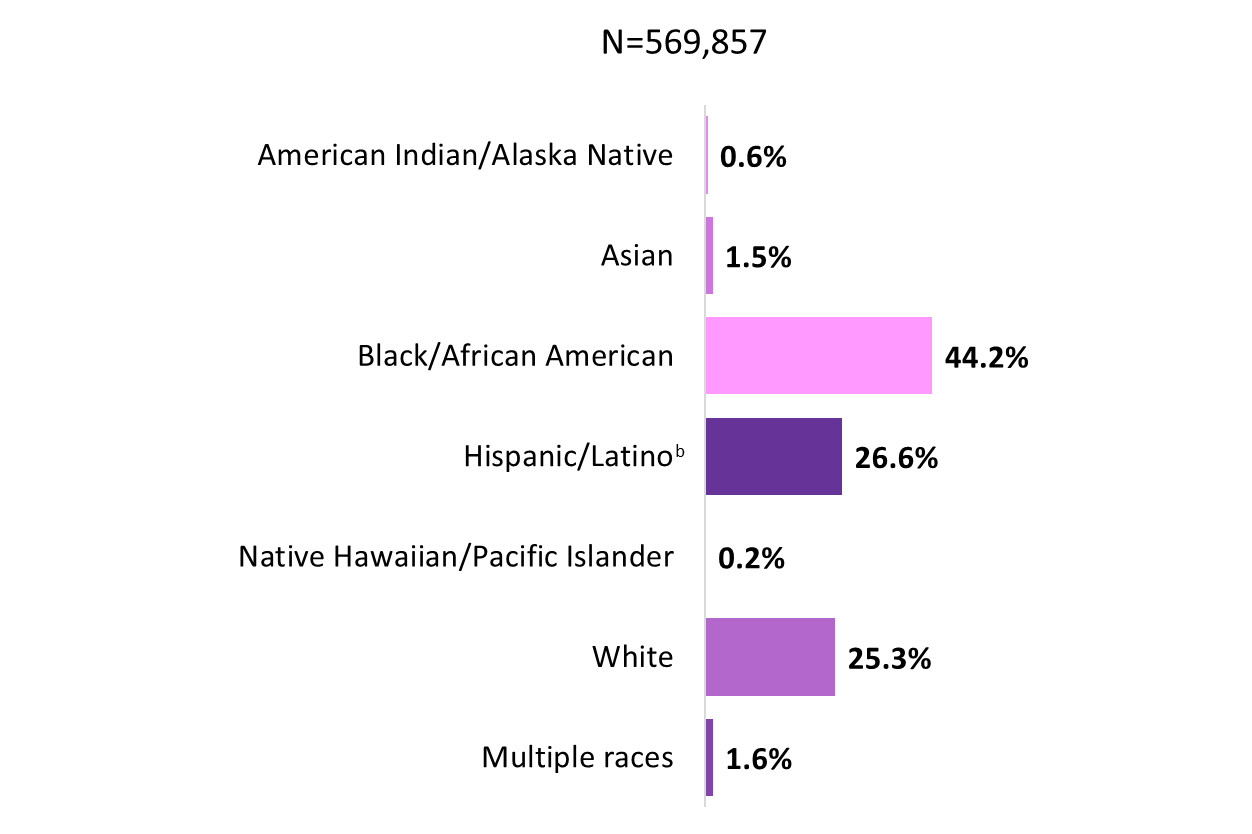 N=569,857
American Indian/Alaska Native 0.6%
Asian 1.5%
Black/African American 44.2%
Hispanic/Latinoᵇ 26.6%
Native Hawaiian/Pacific Islander 0.2%
White 25.3%
Multiple races 1.6%